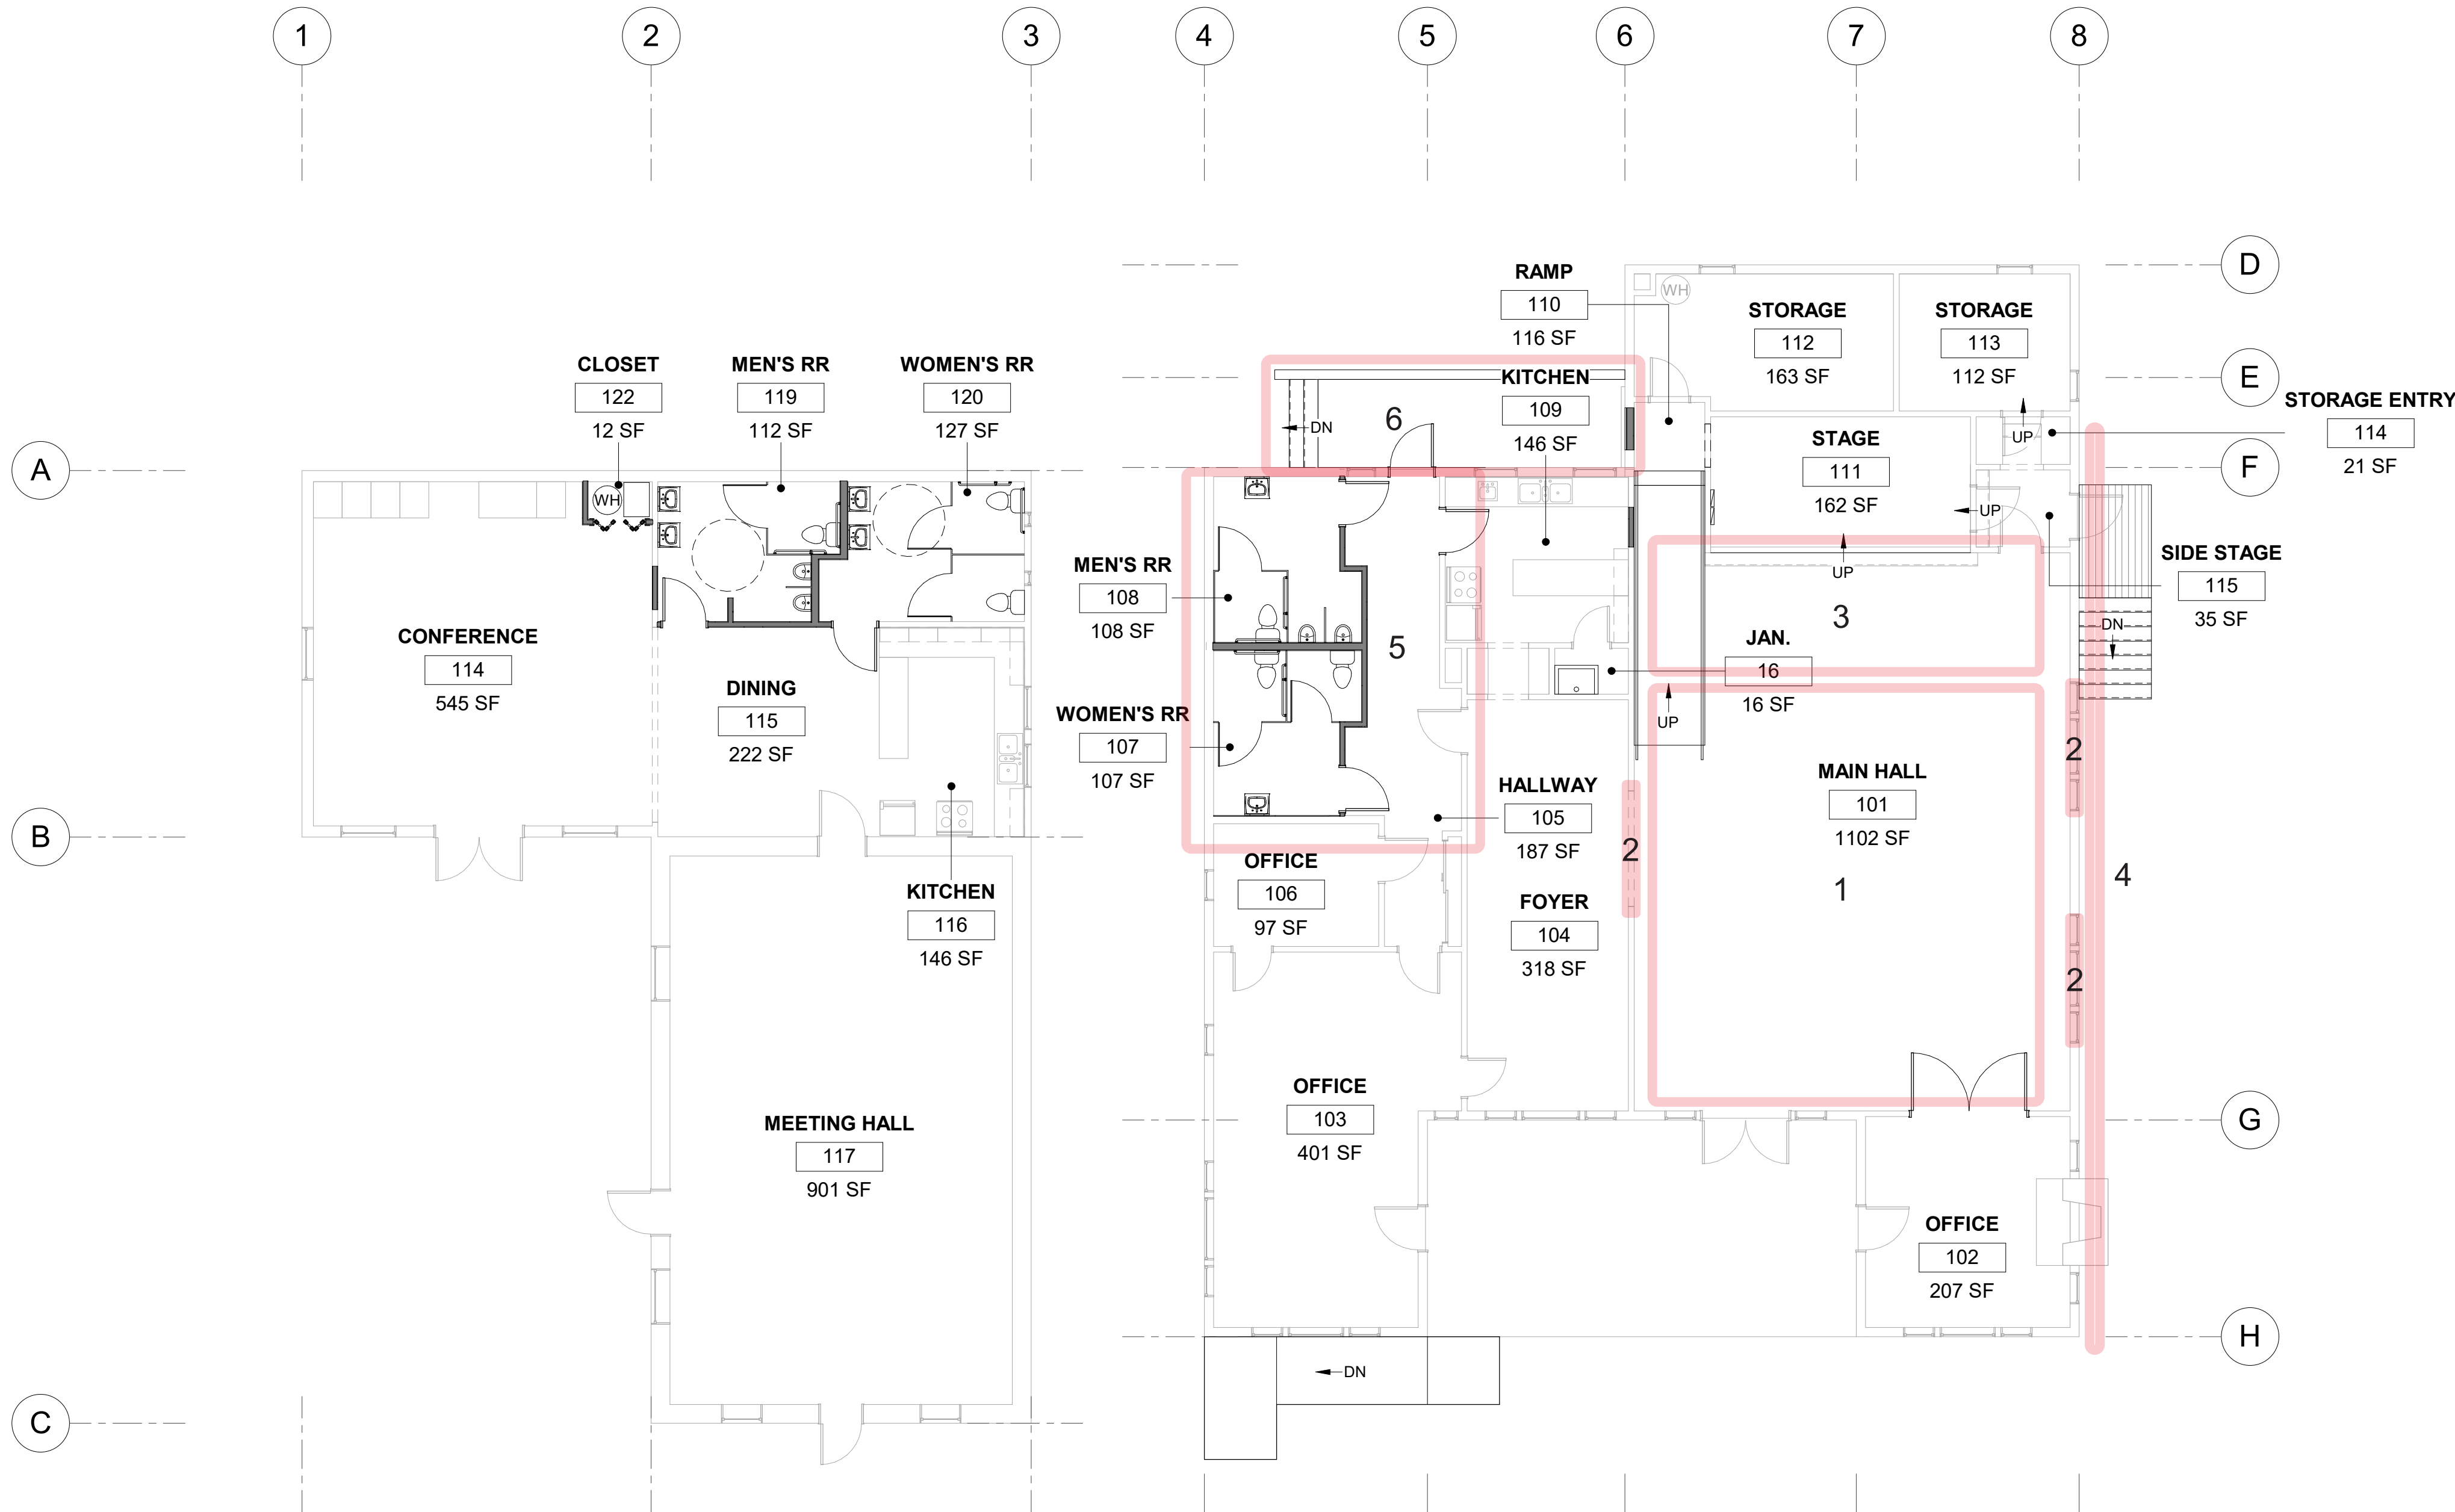 1
2
3
4
5
6
7
8
D
E
F
G
H
A
B
C
CLOSET
122
12 SF
MEN'S RR
119
112 SF
WOMEN'S RR
120
127 SF
WH
CONFERENCE
114
545 SF
DINING
115
222 SF
KITCHEN
116
146 SF
MEETING HALL
117
901 SF
RAMP
110
116 SF
KITCHEN
109
146 SF
6
DN
WH
STORAGE
112
163 SF
STORAGE
113
112 SF
STORAGE ENTRY
114
21 SF
UP
STAGE
111
162 SF
UP
SIDE STAGE
115
35 SF
DN
UP
3
MEN'S RR
108
108 SF
5
WOMEN'S RR
107
107 SF
JAN.
16
16 SF
UP
MAIN HALL
101
1102 SF
1
2
2
2
4
HALLWAY
105
187 SF
OFFICE
106
97 SF
FOYER
104
318 SF
OFFICE
103
401 SF
OFFICE
102
207 SF
DN